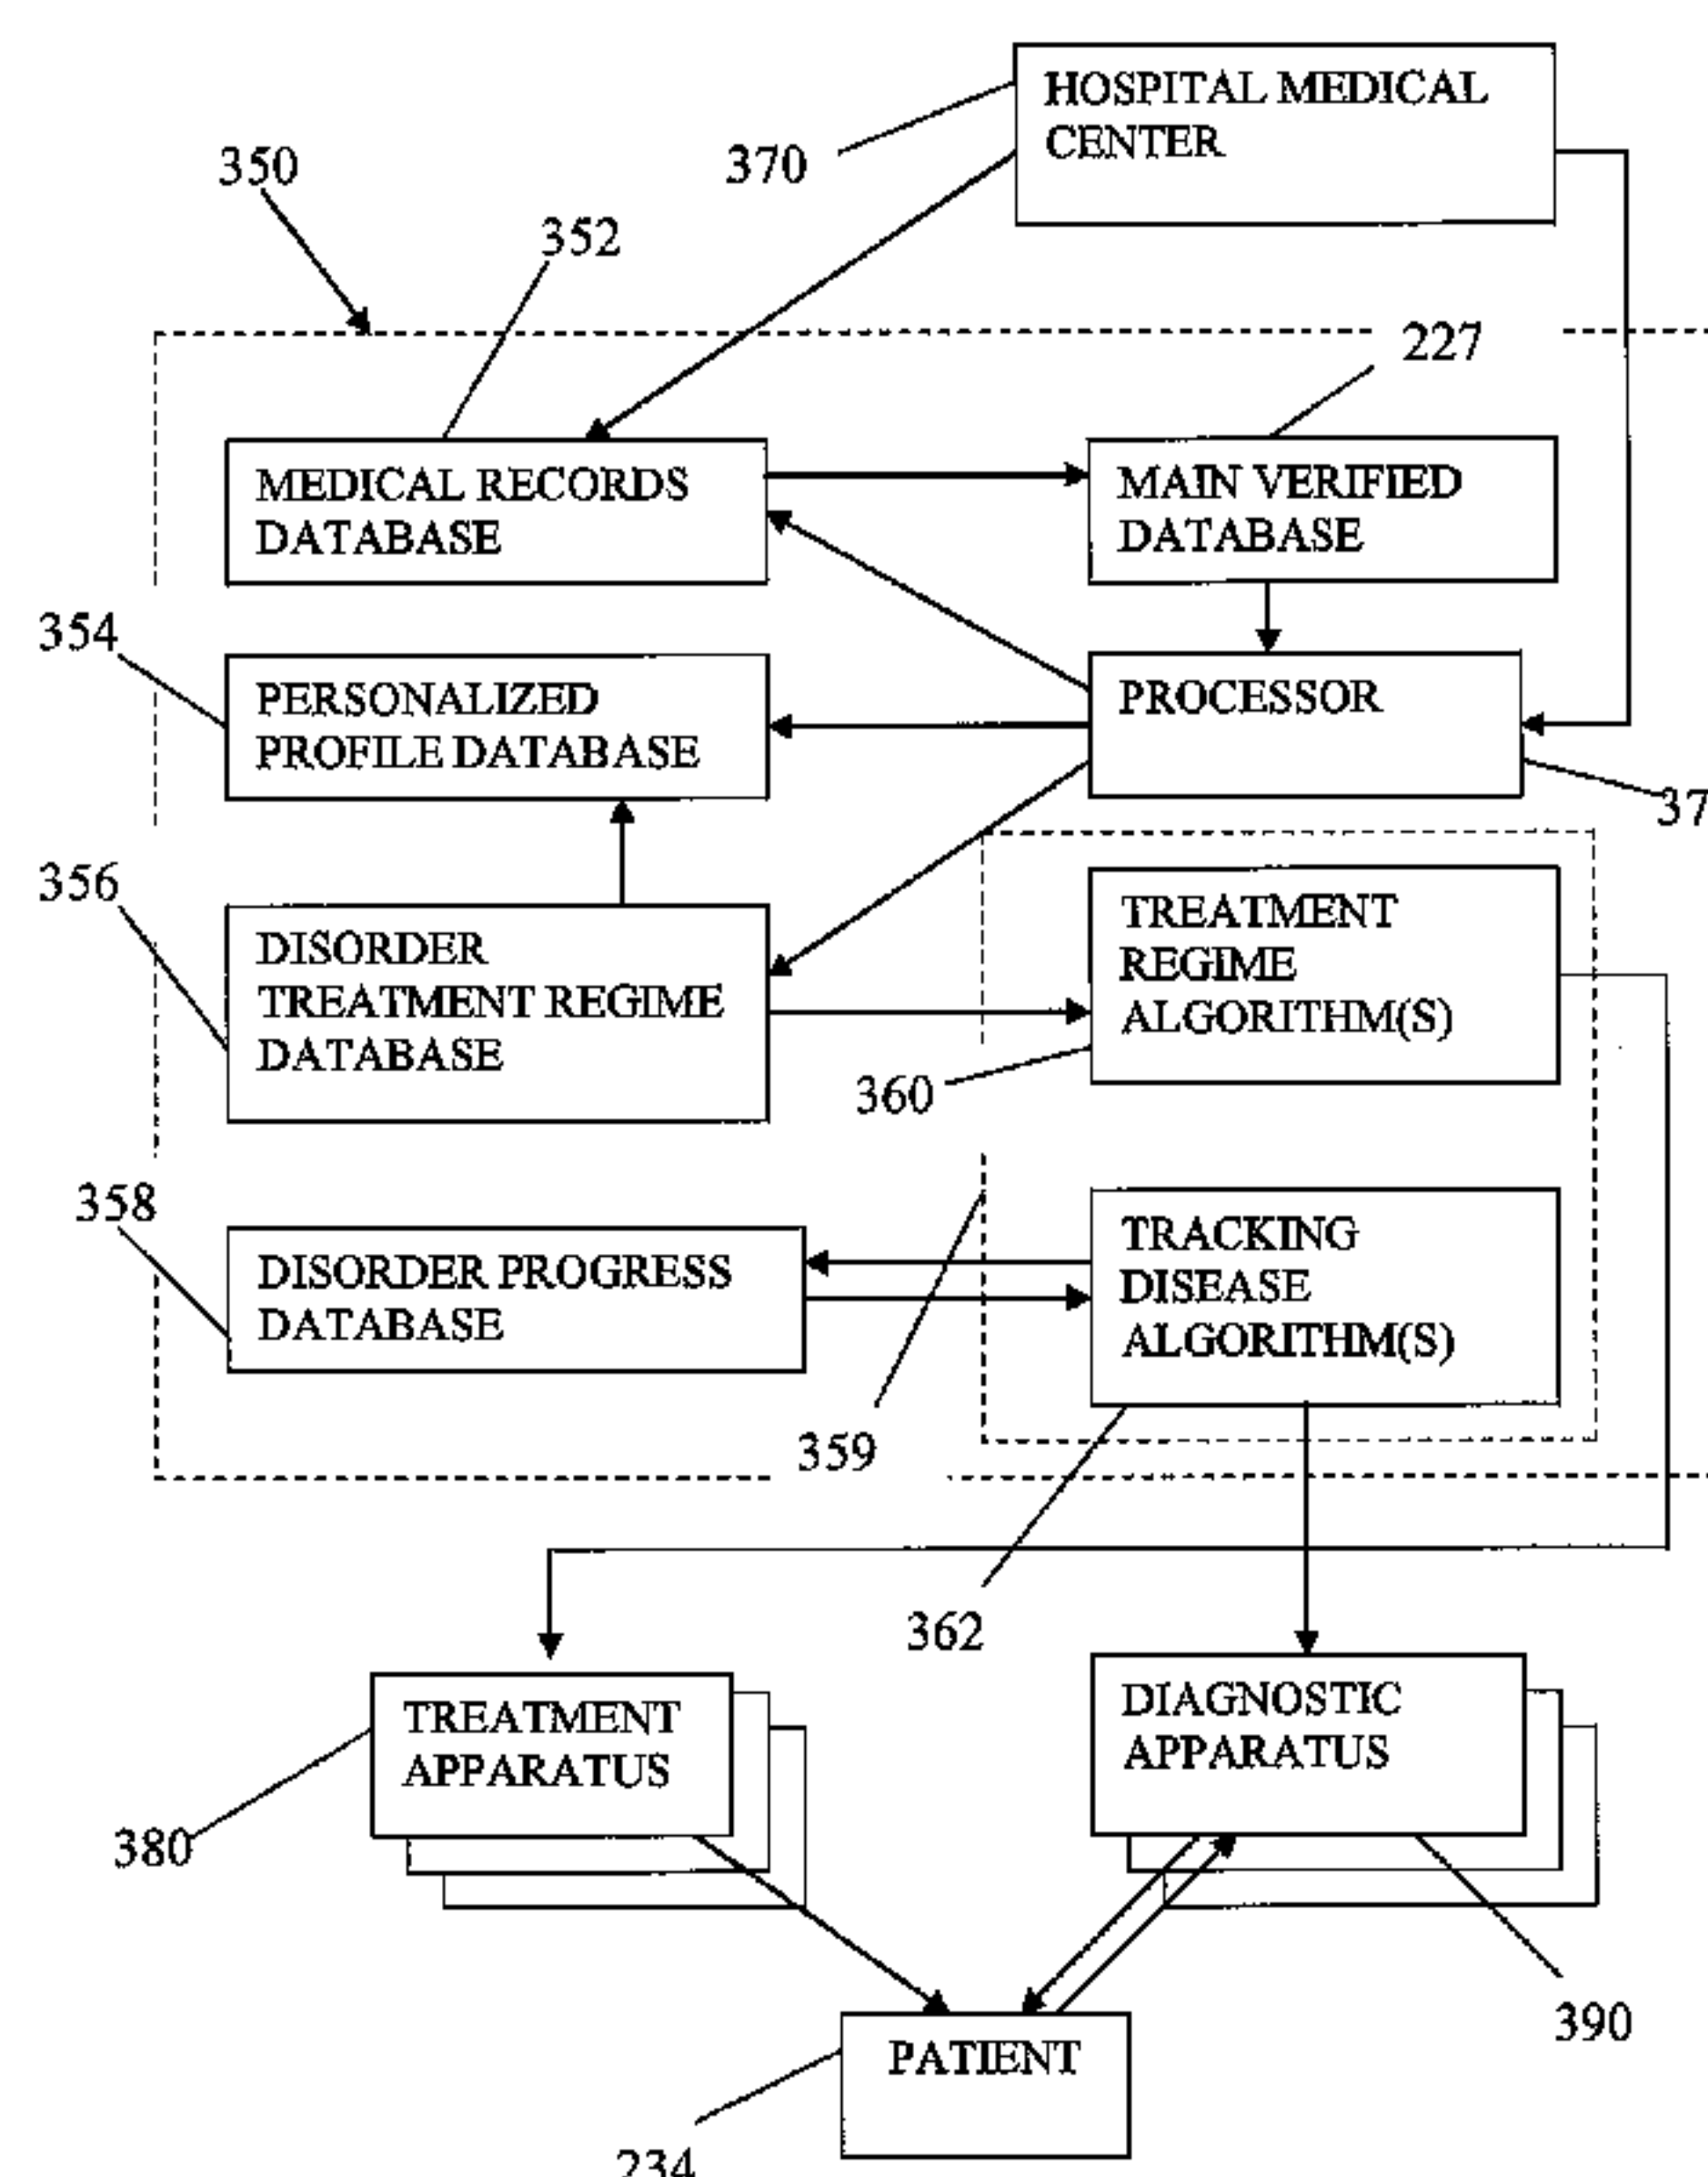 HOSPITAL MEDICAL
CENTER
370
350
352
227
MEDICAL RECORDS
DATABASE
MAIN VERIFIED
DATABASE
354
PERSONALIZED
PROFILE DATABASE
PROCESSOR
37
356
DISORDER
TREATMENT REGIME
DATABASE
TREATMENT
REGIME
ALGORITHM(S)
360
358
DISORDER PROGRESS
DATABASE
TRACKING
DISEASE
ALGORITHM(S)
359
362
TREATMENT
APPARATUS
DIAGNOSTIC
APPARATUS
380
390
PATIENT
234